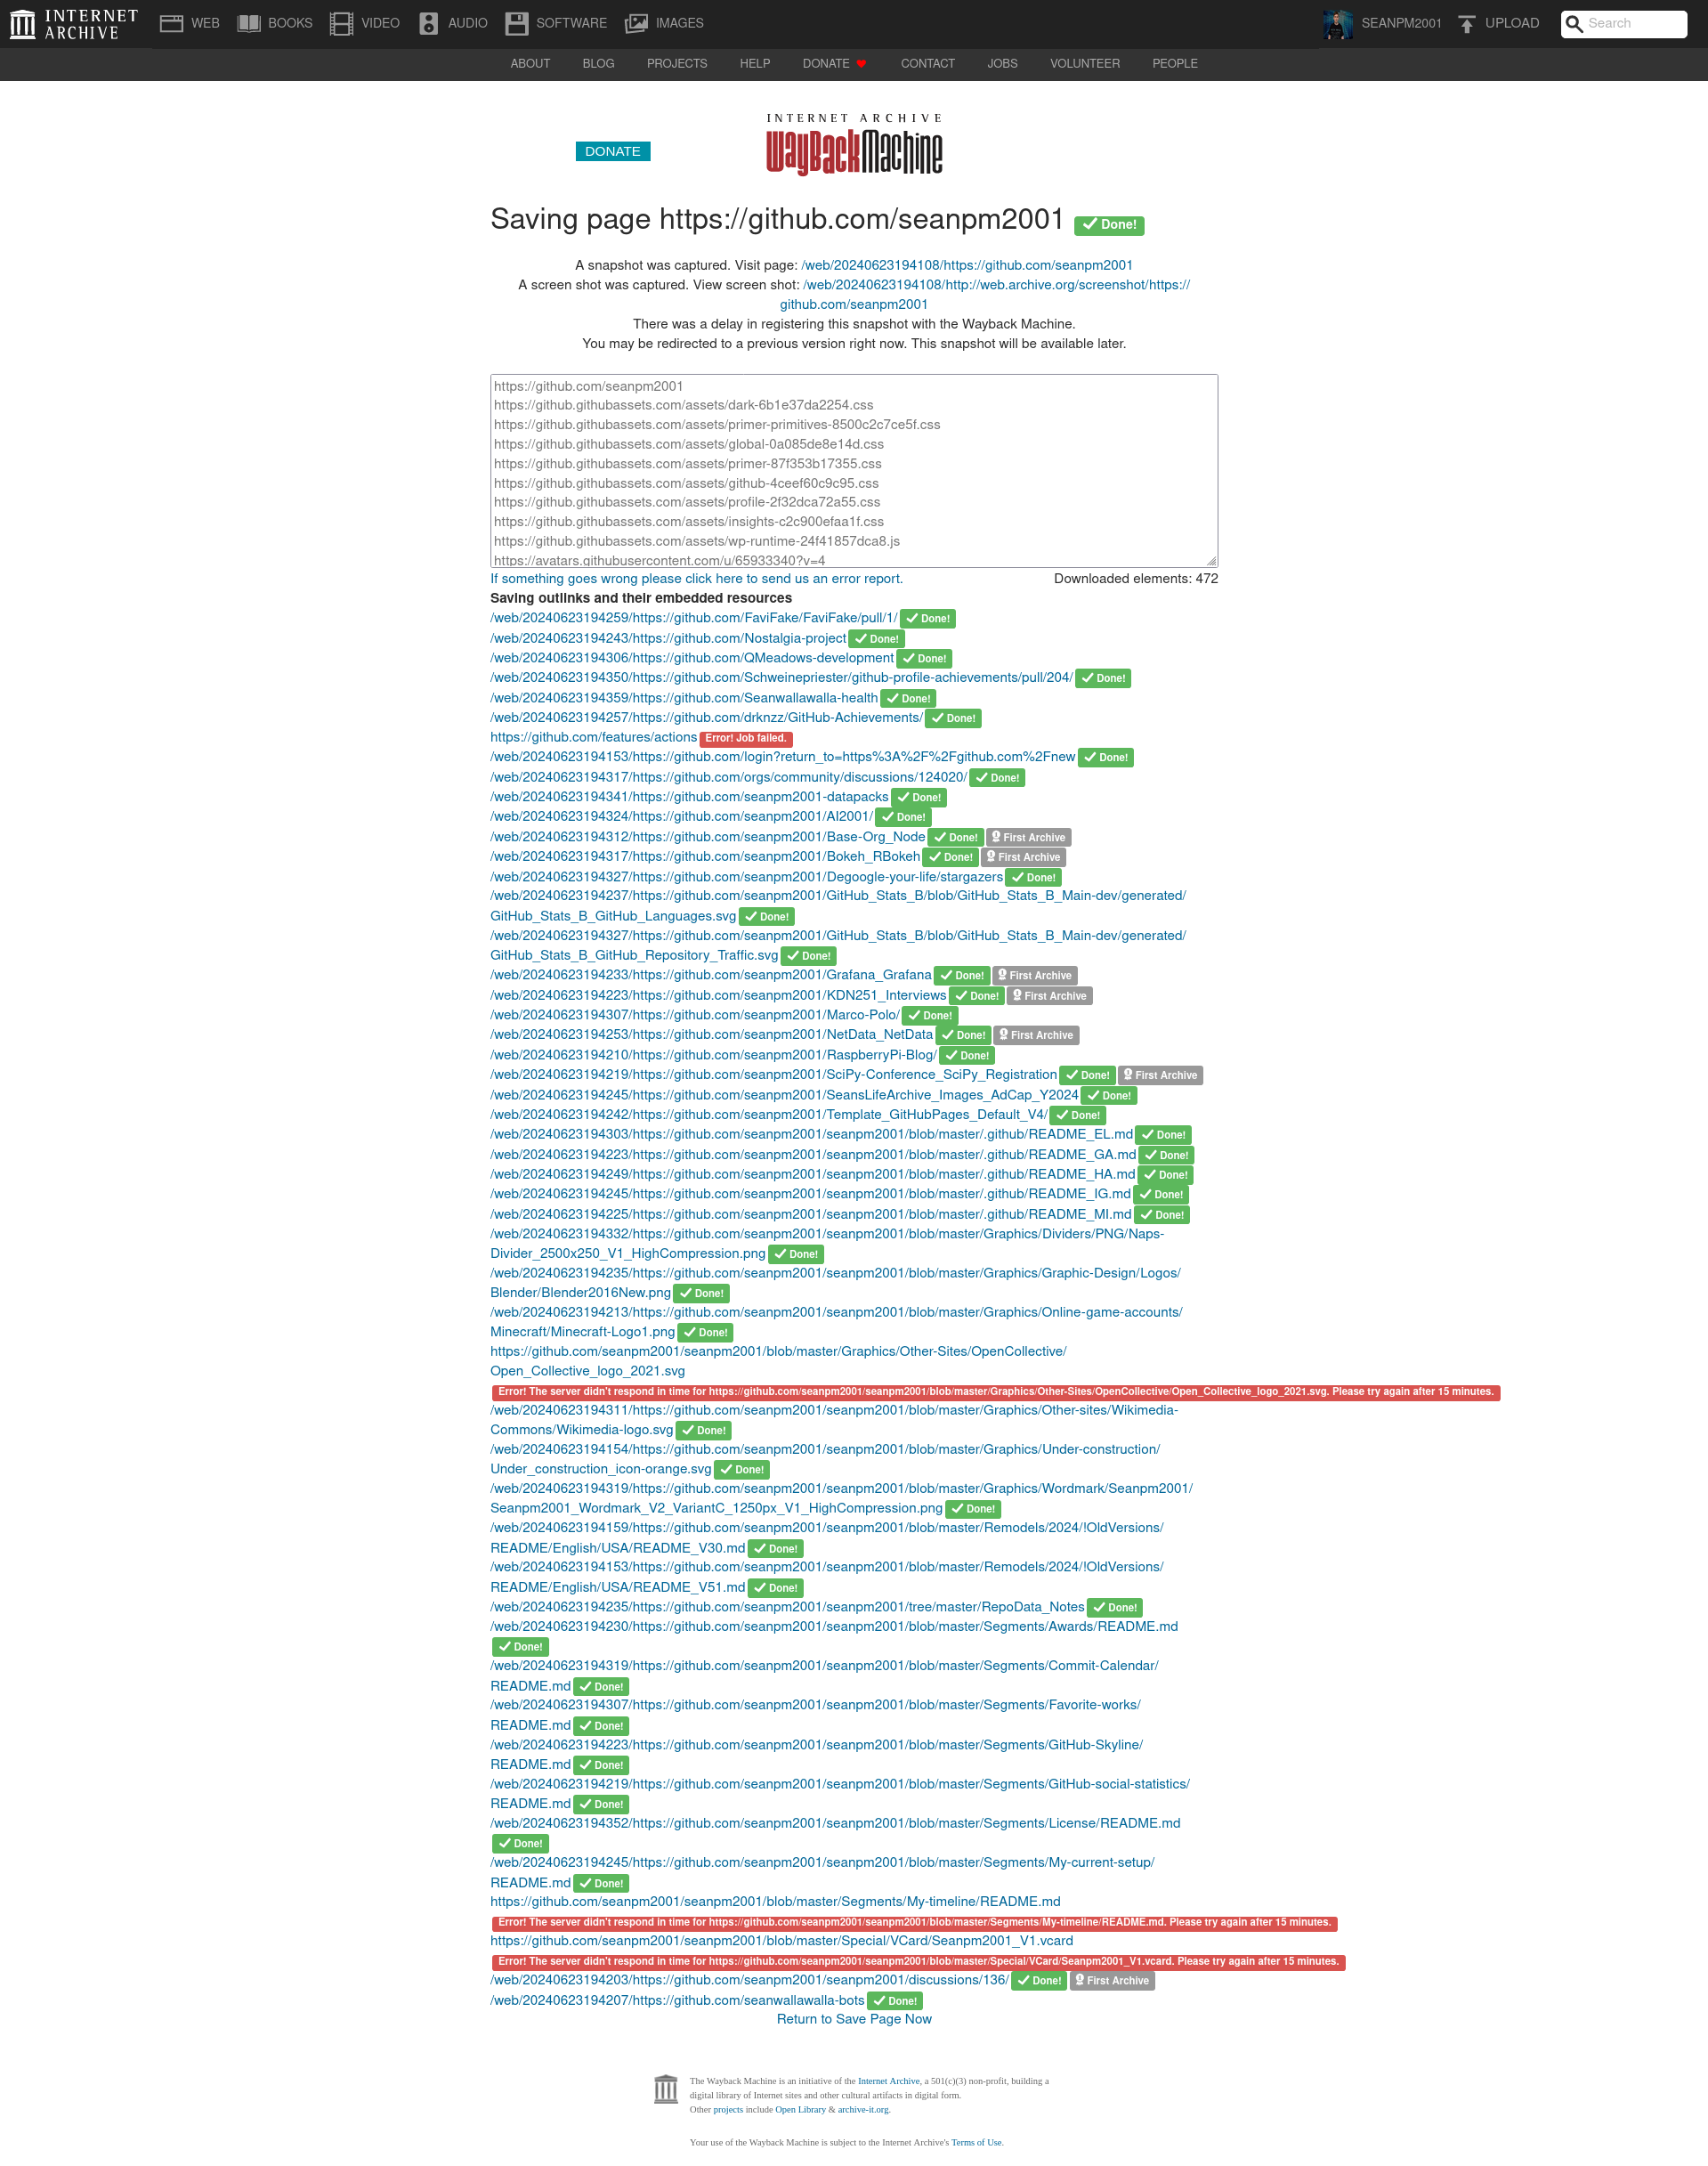 INTERNET ARCHIVE
WEB BOOKS VIDEO AUDIO SOFTWARE IMAGES SEANPM2001 UPLOAD Search
ABOUT BLOG PROJECTS HELP DONATE CONTACT JOBS VOLUNTEER PEOPLE
DONATE
INTERNET ARCHIVE
WayBackMachine
Saving page https://github.com/seanpm2001 Done!
A snapshot was captured. Visit page: /web/20240623194108/https://github.com/seanpm2001
A screen shot was captured. View screen shot: /web/20240623194108/http://web.archive.org/screenshot/https://
github.com/seanpm2001
There was a delay in registering this snapshot with the Wayback Machine.
You may be redirected to a previous version right now. This snapshot will be available later.
https://github.com/seanpm2001
https://github.githubassets.com/assets/dark-6b1e37da2254.css
https://github.githubassets.com/assets/primer-primitives-8500c2c7ce5f.css
https://github.githubassets.com/assets/global-0a085de8e14d.css
https://github.githubassets.com/assets/primer-87f353b17355.css
https://github.githubassets.com/assets/github-4ceef60c9c95.css
https://github.githubassets.com/assets/profile-2f32dca72a55.css
https://github.githubassets.com/assets/insights-c2c900efaa1f.css
https://github.githubassets.com/assets/wp-runtime-24f41857dca8.js
https://avatars.githubusercontent.com/u/65933340?v=4
If something goes wrong please click here to send us an error report. Downloaded elements: 472
Saving outlinks and their embedded resources
/web/20240623194259/https://github.com/FaviFake/FaviFake/pull/1/ Done!
/web/20240623194243/https://github.com/Nostalgia-project Done!
/web/20240623194306/https://github.com/QMeadows-development Done!
/web/20240623194350/https://github.com/Schweinepriester/github-profile-achievements/pull/204/ Done!
/web/20240623194359/https://github.com/Seanwallawalla-health Done!
/web/20240623194257/https://github.com/drknzz/GitHub-Achievements/ Done!
https://github.com/features/actions Error! Job failed.
/web/20240623194153/https://github.com/login?return_to=https%3A%2F%2Fgithub.com%2Fnew Done!
/web/20240623194317/https://github.com/orgs/community/discussions/124020/ Done!
/web/20240623194341/https://github.com/seanpm2001-datapacks Done!
/web/20240623194324/https://github.com/seanpm2001/AI2001/ Done!
/web/20240623194312/https://github.com/seanpm2001/Base-Org_Node Done! First Archive
/web/20240623194317/https://github.com/seanpm2001/Bokeh_RBokeh Done! First Archive
/web/20240623194327/https://github.com/seanpm2001/Degoogle-your-life/stargazers Done!
/web/20240623194237/https://github.com/seanpm2001/GitHub_Stats_B/blob/GitHub_Stats_B_Main-dev/generated/
GitHub_Stats_B_GitHub_Languages.svg Done!
/web/20240623194327/https://github.com/seanpm2001/GitHub_Stats_B/blob/GitHub_Stats_B_Main-dev/generated/
GitHub_Stats_B_GitHub_Repository_Traffic.svg Done!
/web/20240623194233/https://github.com/seanpm2001/Grafana_Grafana Done! First Archive
/web/20240623194223/https://github.com/seanpm2001/KDN251_Interviews Done! First Archive
/web/20240623194307/https://github.com/seanpm2001/Marco-Polo/ Done!
/web/20240623194253/https://github.com/seanpm2001/NetData_NetData Done! First Archive
/web/20240623194210/https://github.com/seanpm2001/RaspberryPi-Blog/ Done!
/web/20240623194219/https://github.com/seanpm2001/SciPy-Conference_SciPy_Registration Done! First Archive
/web/20240623194245/https://github.com/seanpm2001/SeansLifeArchive_Images_AdCap_Y2024 Done!
/web/20240623194242/https://github.com/seanpm2001/Template_GitHubPages_Default_V4/ Done!
/web/20240623194303/https://github.com/seanpm2001/seanpm2001/blob/master/.github/README_EL.md Done!
/web/20240623194223/https://github.com/seanpm2001/seanpm2001/blob/master/.github/README_GA.md Done!
/web/20240623194249/https://github.com/seanpm2001/seanpm2001/blob/master/.github/README_HA.md Done!
/web/20240623194245/https://github.com/seanpm2001/seanpm2001/blob/master/.github/README_IG.md Done!
/web/20240623194225/https://github.com/seanpm2001/seanpm2001/blob/master/.github/README_MI.md Done!
/web/20240623194332/https://github.com/seanpm2001/seanpm2001/blob/master/Graphics/Dividers/PNG/Naps-
Divider_2500x250_V1_HighCompression.png Done!
/web/20240623194235/https://github.com/seanpm2001/seanpm2001/blob/master/Graphics/Graphic-Design/Logos/
Blender/Blender2016New.png Done!
/web/20240623194213/https://github.com/seanpm2001/seanpm2001/blob/master/Graphics/Online-game-accounts/
Minecraft/Minecraft-Logo1.png Done!
https://github.com/seanpm2001/seanpm2001/blob/master/Graphics/Other-Sites/OpenCollective/
Open_Collective_logo_2021.svg
Error! The server didn't respond in time for https://github.com/seanpm2001/seanpm2001/blob/master/Graphics/Other-Sites/OpenCollective/Open_Collective_logo_2021.svg. Please try again after 15 minutes.
/web/20240623194311/https://github.com/seanpm2001/seanpm2001/blob/master/Graphics/Other-sites/Wikimedia-
Commons/Wikimedia-logo.svg Done!
/web/20240623194154/https://github.com/seanpm2001/seanpm2001/blob/master/Graphics/Under-construction/
Under_construction_icon-orange.svg Done!
/web/20240623194319/https://github.com/seanpm2001/seanpm2001/blob/master/Graphics/Wordmark/Seanpm2001/
Seanpm2001_Wordmark_V2_VariantC_1250px_V1_HighCompression.png Done!
/web/20240623194159/https://github.com/seanpm2001/seanpm2001/blob/master/Remodels/2024/!OldVersions/
README/English/USA/README_V30.md Done!
/web/20240623194153/https://github.com/seanpm2001/seanpm2001/blob/master/Remodels/2024/!OldVersions/
README/English/USA/README_V51.md Done!
/web/20240623194235/https://github.com/seanpm2001/seanpm2001/tree/master/RepoData_Notes Done!
/web/20240623194230/https://github.com/seanpm2001/seanpm2001/blob/master/Segments/Awards/README.md
Done!
/web/20240623194319/https://github.com/seanpm2001/seanpm2001/blob/master/Segments/Commit-Calendar/
README.md Done!
/web/20240623194307/https://github.com/seanpm2001/seanpm2001/blob/master/Segments/Favorite-works/
README.md Done!
/web/20240623194223/https://github.com/seanpm2001/seanpm2001/blob/master/Segments/GitHub-Skyline/
README.md Done!
/web/20240623194219/https://github.com/seanpm2001/seanpm2001/blob/master/Segments/GitHub-social-statistics/
README.md Done!
/web/20240623194352/https://github.com/seanpm2001/seanpm2001/blob/master/Segments/License/README.md
Done!
/web/20240623194245/https://github.com/seanpm2001/seanpm2001/blob/master/Segments/My-current-setup/
README.md Done!
https://github.com/seanpm2001/seanpm2001/blob/master/Segments/My-timeline/README.md
Error! The server didn't respond in time for https://github.com/seanpm2001/seanpm2001/blob/master/Segments/My-timeline/README.md. Please try again after 15 minutes.
https://github.com/seanpm2001/seanpm2001/blob/master/Special/VCard/Seanpm2001_V1.vcard
Error! The server didn't respond in time for https://github.com/seanpm2001/seanpm2001/blob/master/Special/VCard/Seanpm2001_V1.vcard. Please try again after 15 minutes.
/web/20240623194203/https://github.com/seanpm2001/seanpm2001/discussions/136/ Done! First Archive
/web/20240623194207/https://github.com/seanwallawalla-bots Done!
Return to Save Page Now
The Wayback Machine is an initiative of the Internet Archive, a 501(c)(3) non-profit, building a
digital library of Internet sites and other cultural artifacts in digital form.
Other projects include Open Library & archive-it.org.
Your use of the Wayback Machine is subject to the Internet Archive's Terms of Use.